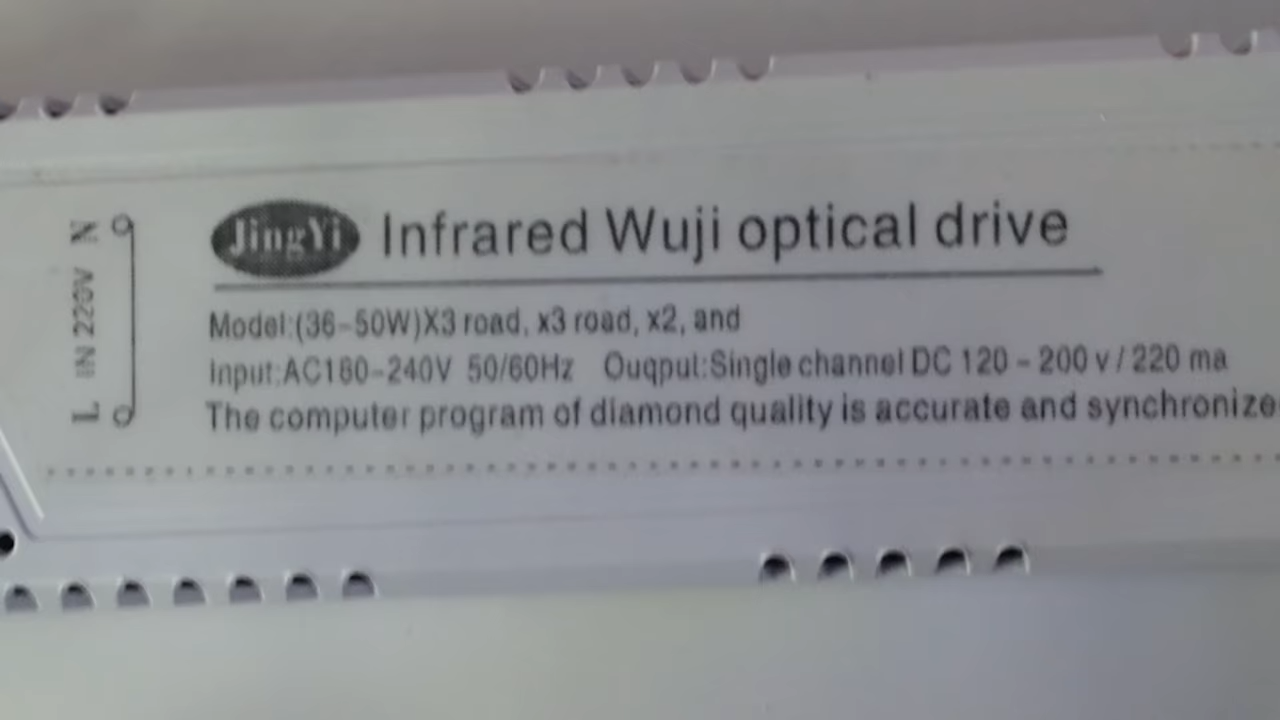 L IN 220V N
JingYi Infrared Wuji optical drive
Model:(36-50W)X3 road, x3 road, x2, and
Input:AC180-240V 50/60Hz Ouqput:Single channel DC 120 - 200 v / 220 ma
The computer program of diamond quality is accurate and synchronize